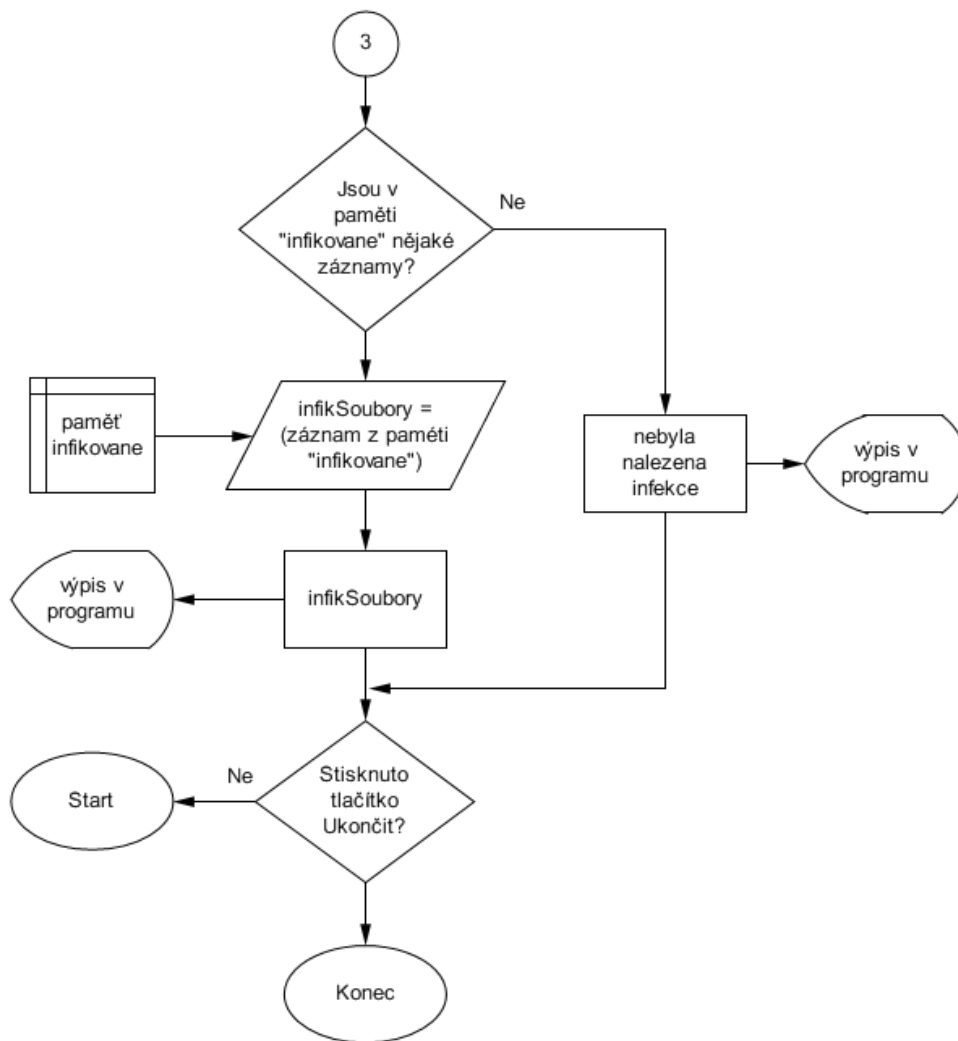 3
Jsou v
paměti
"infikovane" nějaké
záznamy?
Ne
paměť
infikovane
infikSoubory =
(záznam z paméti
"infikovane")
nebyla
nalezena
infekce
výpis v
programu
výpis v
programu
infikSoubory
Start
Ne
Stisknuto
tlačítko
Ukončit?
Konec